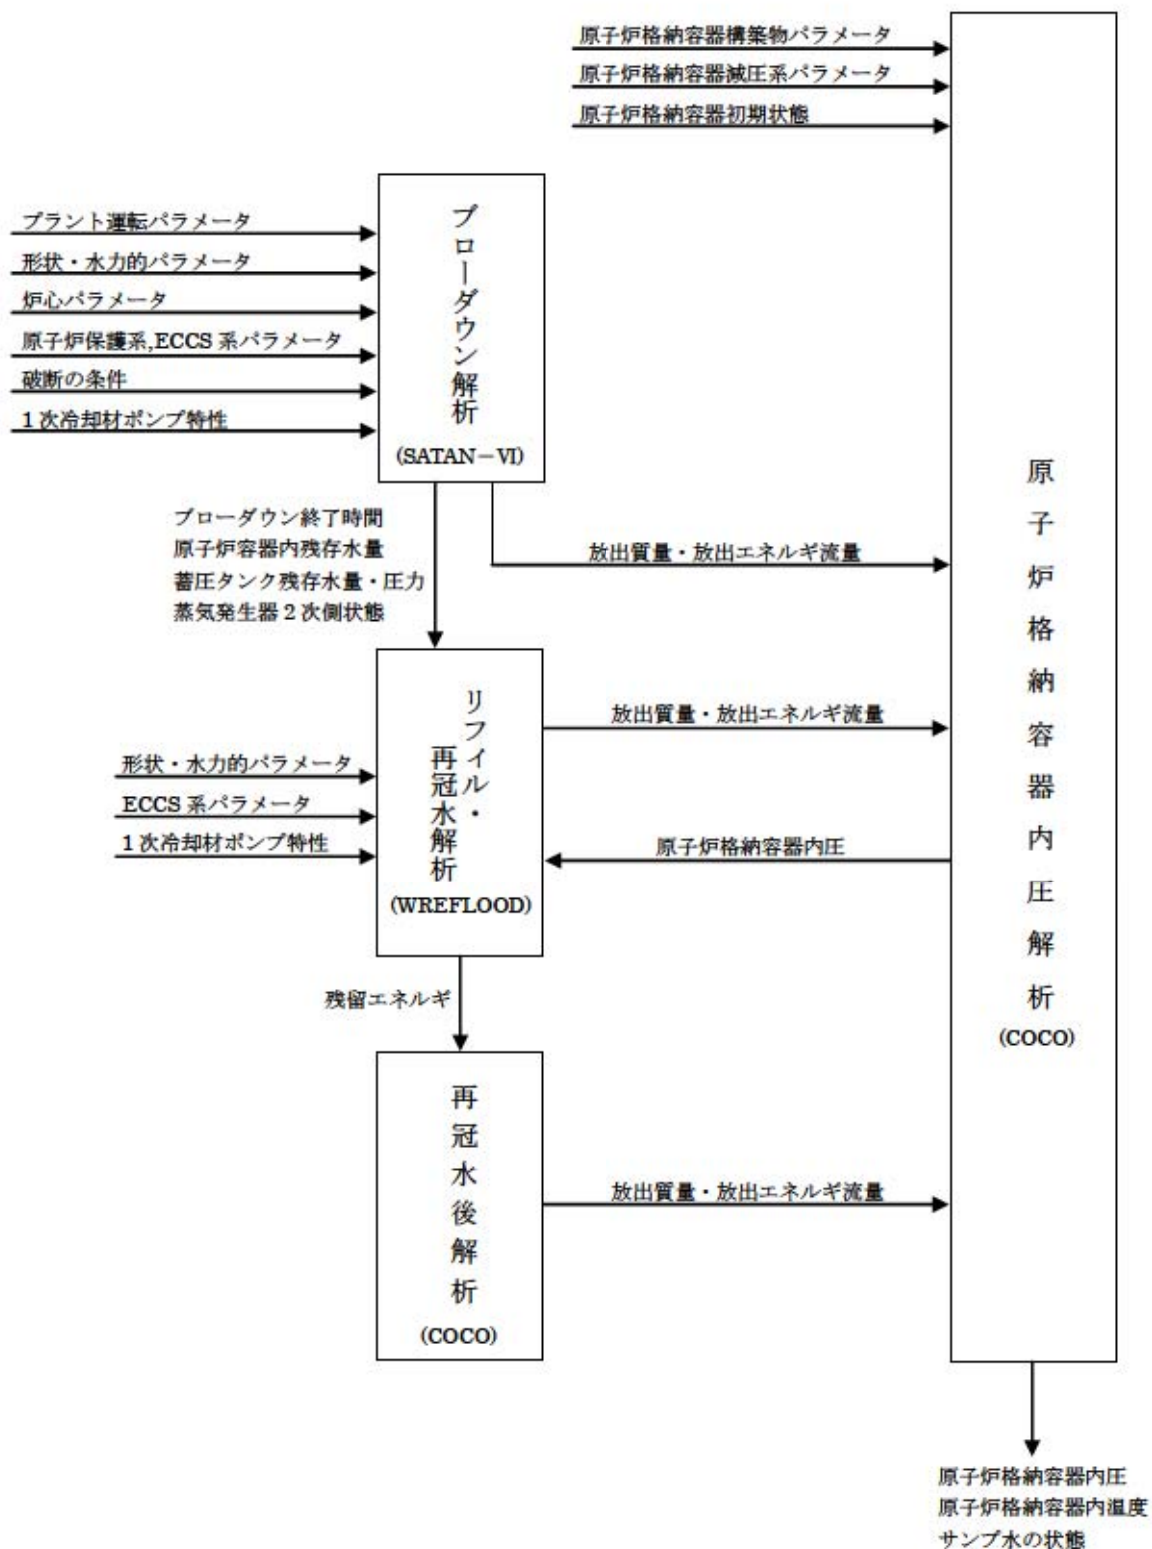 原子炉格納容器構築物パラメータ
原子炉格納容器減圧系パラメータ
原子炉格納容器初期状態
プラント運転パラメータ
形状・水力的パラメータ
炉心パラメータ
原子炉保護系,ECCS 系パラメータ
破断の条件
1次冷却材ポンプ特性
ブローダウン解析
(SATAN－VI)
ブローダウン終了時間
原子炉容器内残存水量
蓄圧タンク残存水量・圧力
蒸気発生器2次側状態
放出質量・放出エネルギ流量
形状・水力的パラメータ
ECCS 系パラメータ
1次冷却材ポンプ特性
リフィル・
再冠水解析
(WREFLOOD)
放出質量・放出エネルギ流量
原子炉格納容器内圧
残留エネルギ
再冠水後解析
(COCO)
放出質量・放出エネルギ流量
原子炉格納容器内圧解析
(COCO)
原子炉格納容器内圧
原子炉格納容器内温度
サンプ水の状態